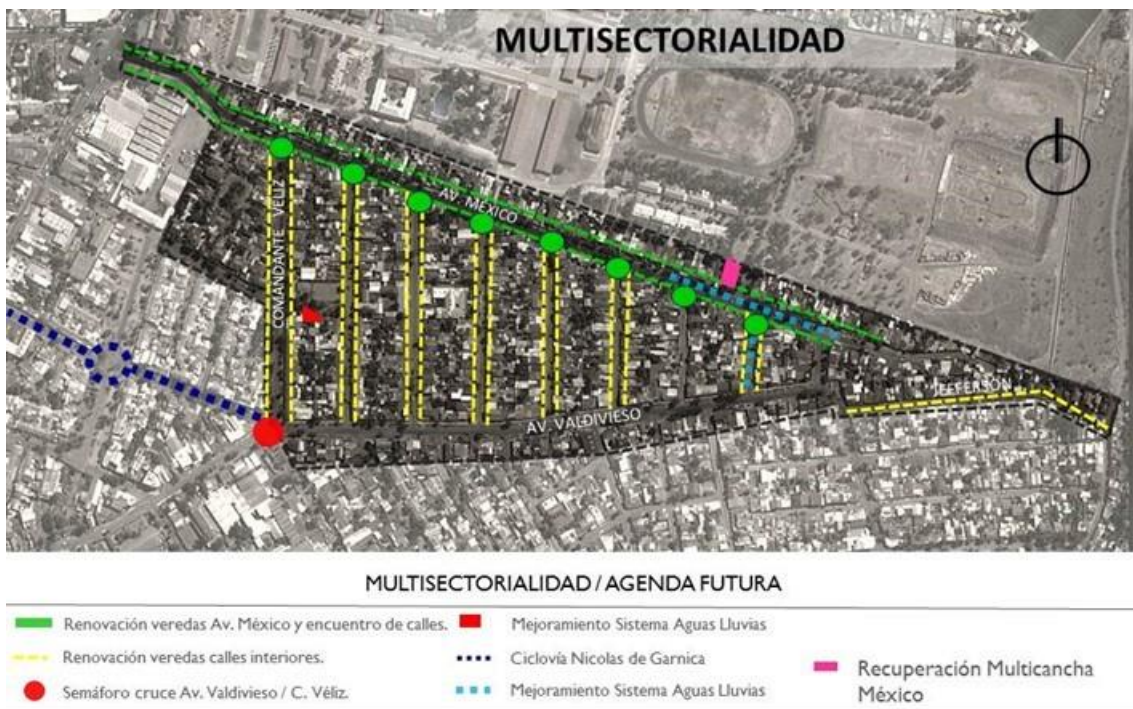 MULTISECTORIALIDAD
AV. MÉXICO
COMANDANTE VELIZ
AV. VALDIVIESO
JEFERSON
MULTISECTORIALIDAD / AGENDA FUTURA
Renovación veredas Av. México y encuentro de calles.
Renovación veredas calles interiores.
Semáforo cruce Av. Valdivieso / C. Véliz.
Mejoramiento Sistema Aguas Lluvias
Ciclovía Nicolas de Garnica
Mejoramiento Sistema Aguas Lluvias
Recuperación Multicancha
México